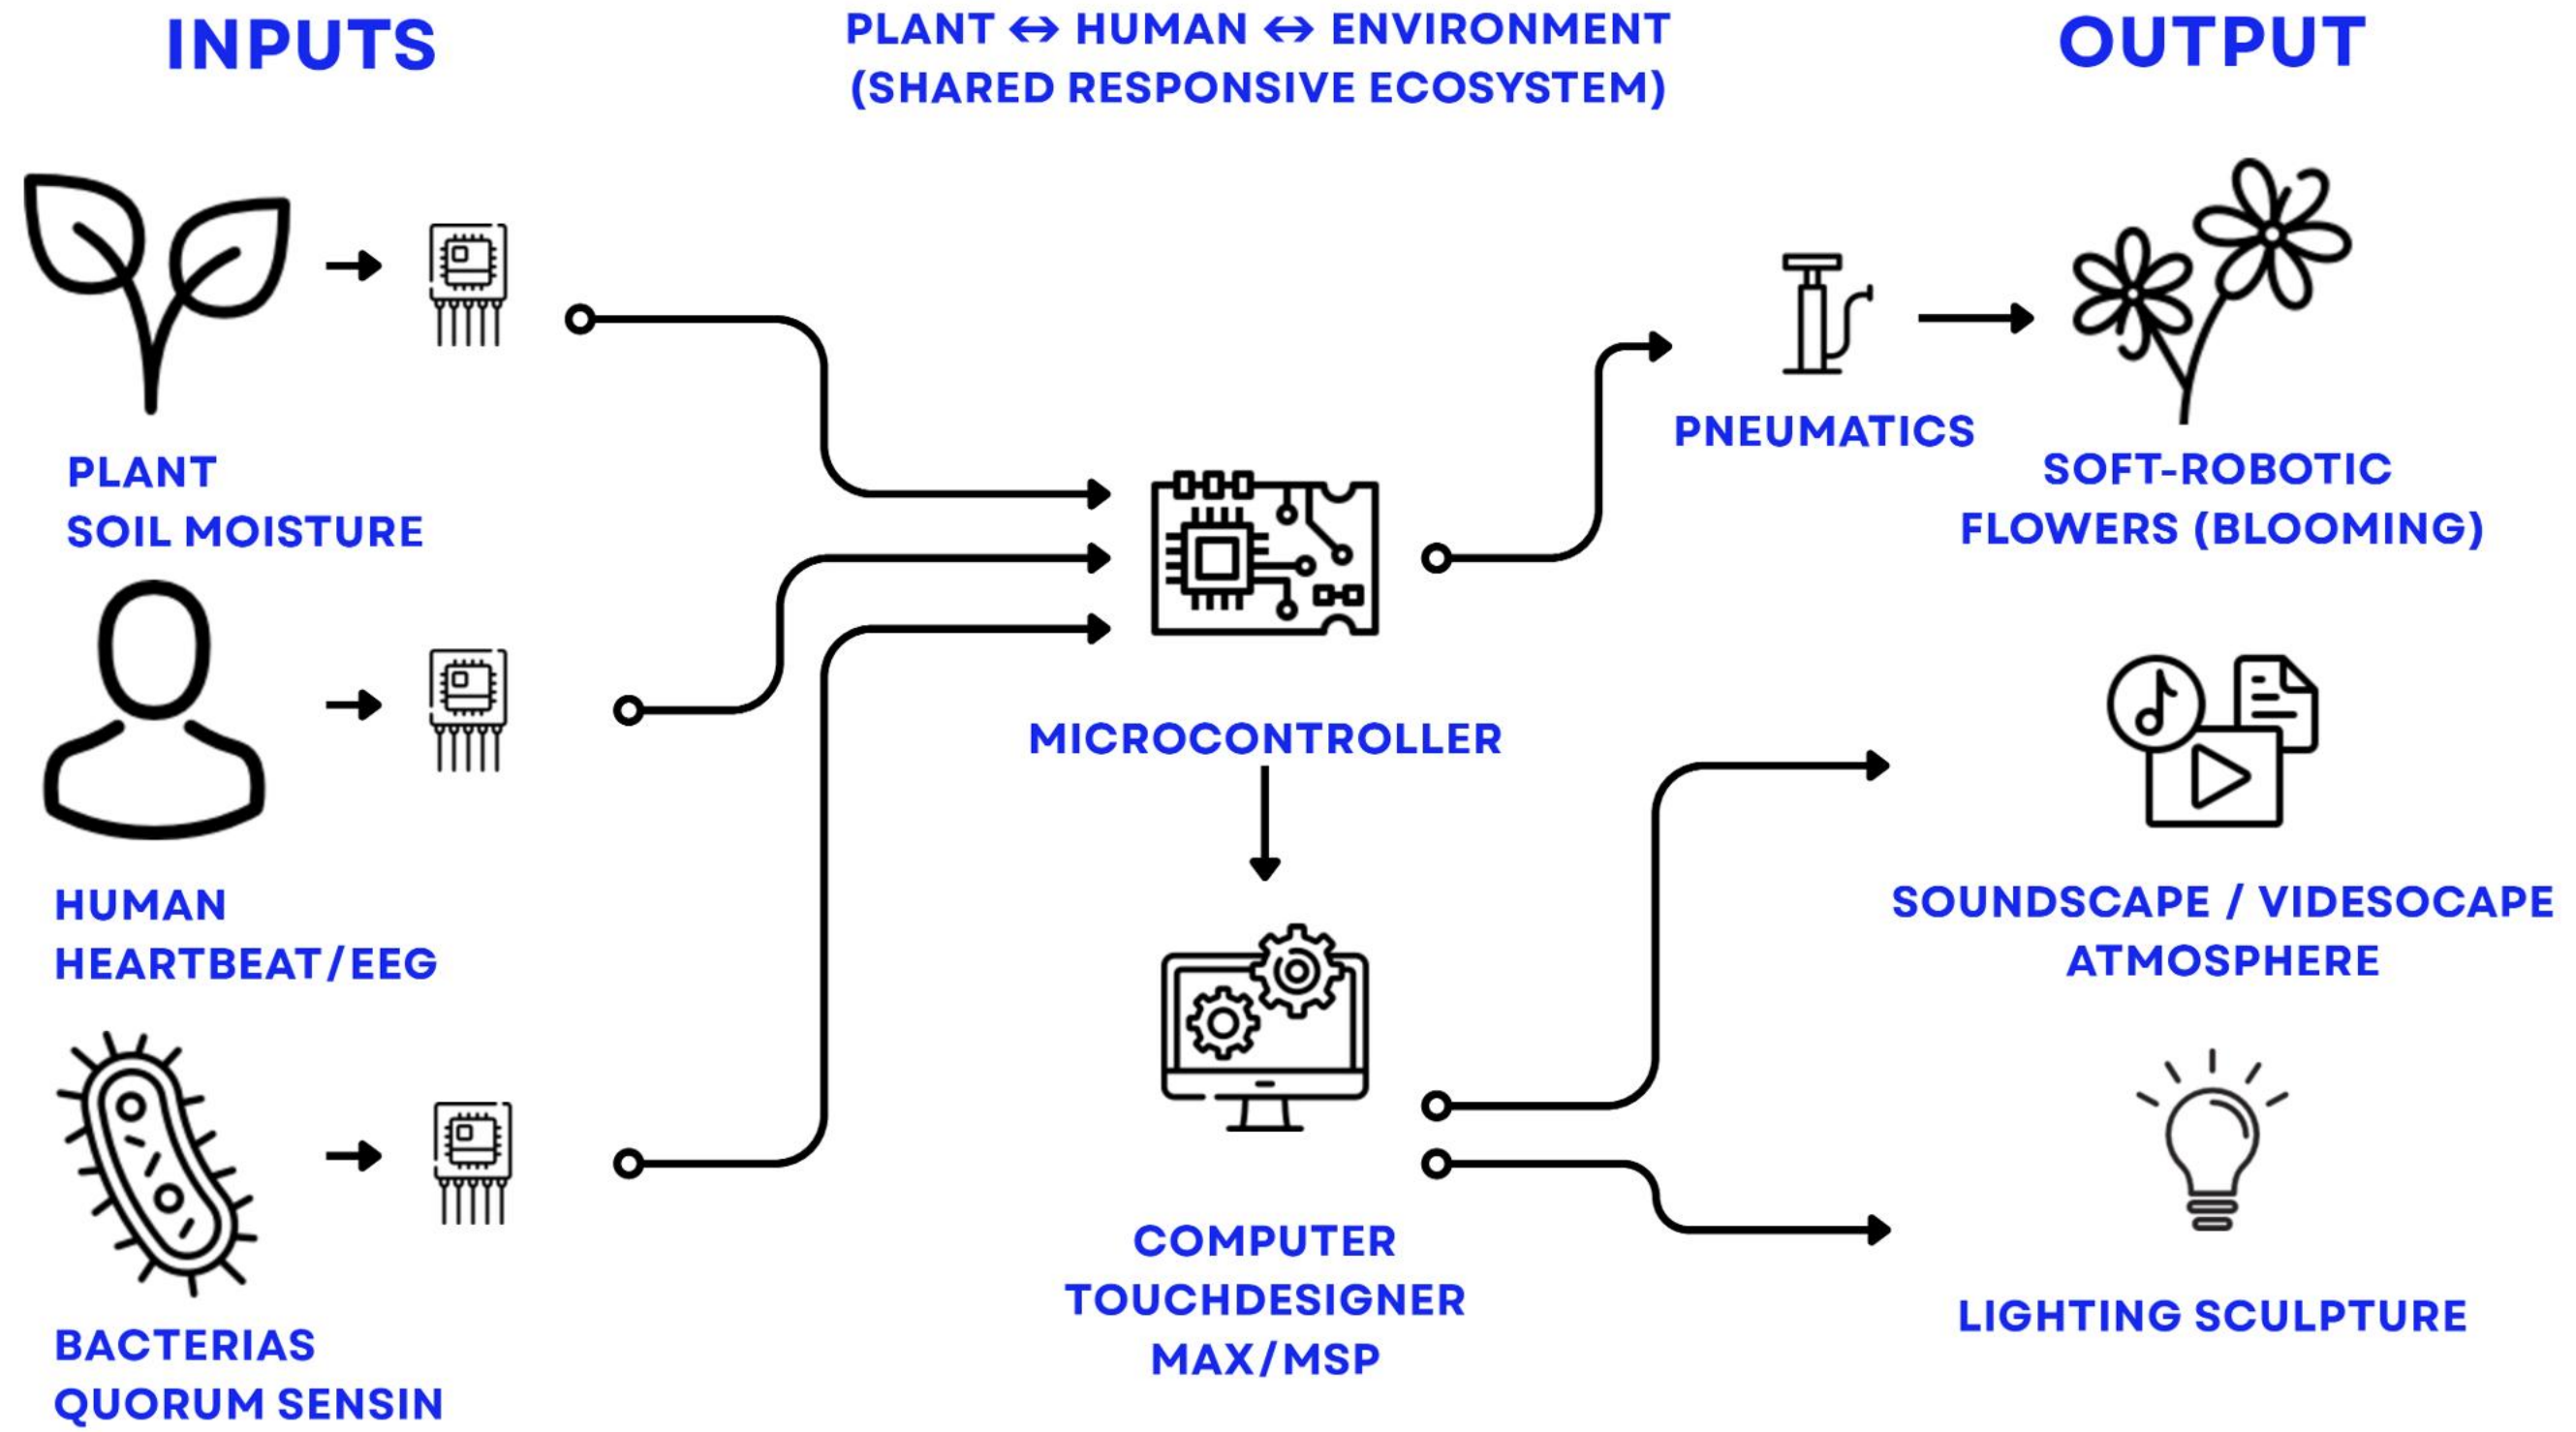 INPUTS
PLANT ↔ HUMAN ↔ ENVIRONMENT
(SHARED RESPONSIVE ECOSYSTEM)
OUTPUT
PLANT
SOIL MOISTURE
HUMAN
HEARTBEAT/EEG
BACTERIAS
QUORUM SENSIN
MICROCONTROLLER
COMPUTER
TOUCHDESIGNER
MAX/MSP
PNEUMATICS
SOFT-ROBOTIC
FLOWERS (BLOOMING)
SOUNDSCAPE / VIDESOCAPE
ATMOSPHERE
LIGHTING SCULPTURE